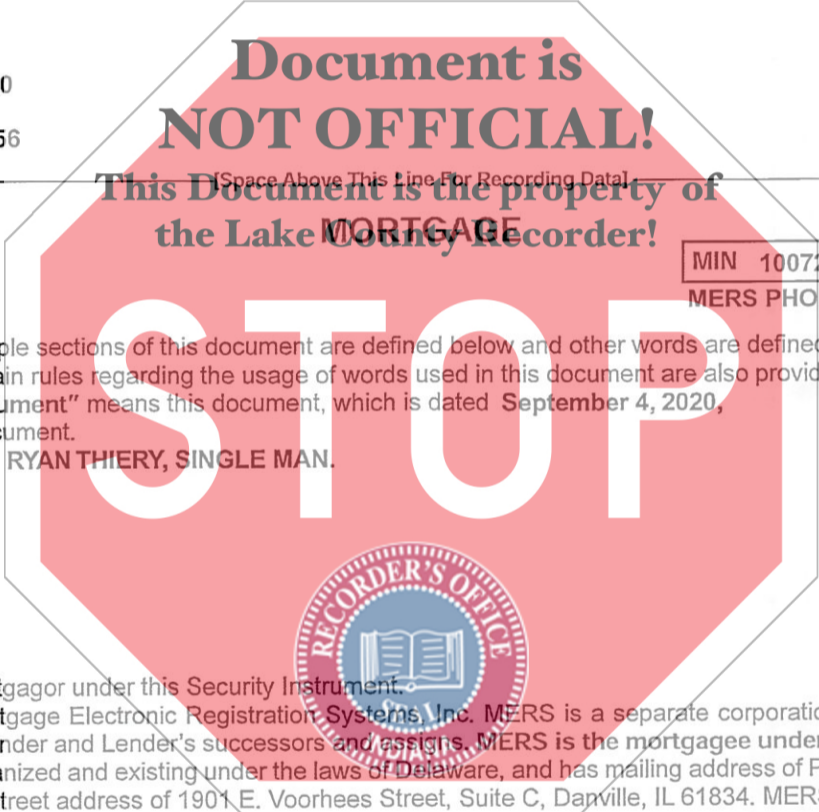 Document is
0
NOT OFFICIAL!
56
[Space Above This Line For Recording Data]
This Document is the property of
MORTGAGE
the Lake County Recorder!
MIN 10072
MERS PHO
STOP
ple sections of this document are defined below and other words are defined
ain rules regarding the usage of words used in this document are also provid
ument" means this document, which is dated September 4, 2020,
cument.
RYAN THIERY, SINGLE MAN.
RECORDER'S OFFICE
SEAL
INDIANA
tgagor under this Security Instrument.
tgage Electronic Registration Systems, Inc. MERS is a separate corporatio
nder and Lender's successors and assigns. MERS is the mortgagee under
anized and existing under the laws of Delaware, and has mailing address of P
treet address of 1901 E. Voorhees Street, Suite C, Danville, IL 61834. MERS